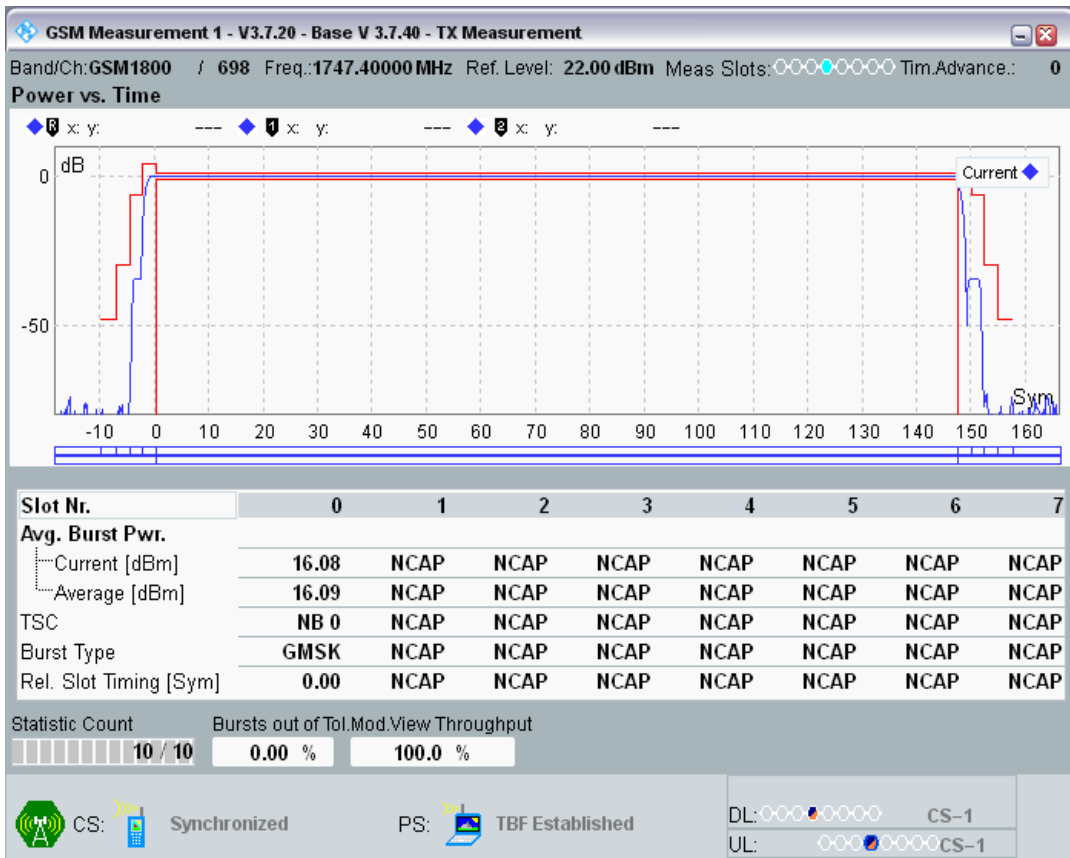 GSM Measurement 1 - V3.7.20 - Base V 3.7.40 - TX Measurement
Band/Ch:GSM1800 / 698 Freq.:1747.40000 MHz Ref. Level: 22.00 dBm Meas Slots: Tim.Advance.: 0
Power vs. Time
R x: y: --- 1 x: y: --- 2 x: y: ---
dB
Current
0
-50
Sym
-10 0 10 20 30 40 50 60 70 80 90 100 110 120 130 140 150 160
Slot Nr. 0 1 2 3 4 5 6 7
Avg. Burst Pwr.
Current [dBm] 16.08 NCAP NCAP NCAP NCAP NCAP NCAP NCAP
Average [dBm] 16.09 NCAP NCAP NCAP NCAP NCAP NCAP NCAP
TSC NB 0 NCAP NCAP NCAP NCAP NCAP NCAP NCAP
Burst Type GMSK NCAP NCAP NCAP NCAP NCAP NCAP NCAP
Rel. Slot Timing [Sym] 0.00 NCAP NCAP NCAP NCAP NCAP NCAP NCAP
Statistic Count Bursts out of Tol.Mod.View Throughput
10 / 10 0.00 % 100.0 %
CS: Synchronized PS: TBF Established
DL: CS-1
UL: CS-1